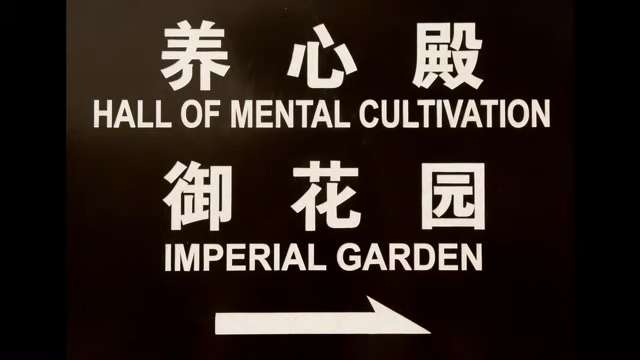 养心殿
HALL OF MENTAL CULTIVATION
御花园
IMPERIAL GARDEN